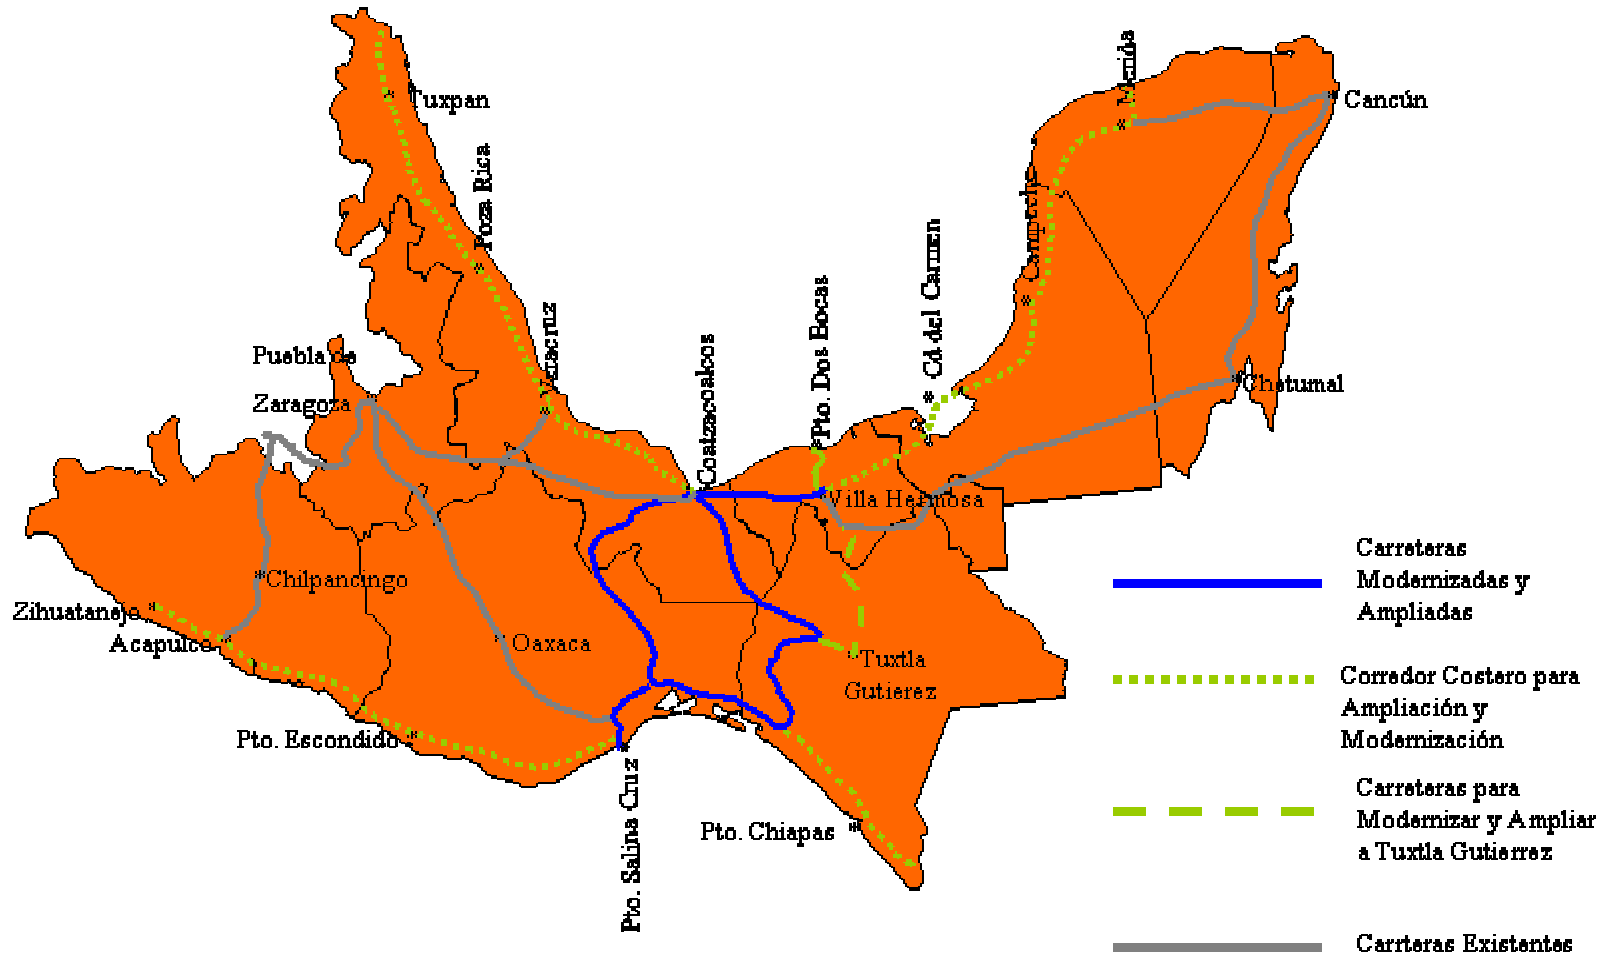 Tuxpan
Poza Rica
Veracruz
Puebla de
Zaragoza
Coatzacoalcos
Pto. Dos Bocas
Cd del Carmen
Campeche
Merida
Cancún
Chetumal
Villa Hermosa
Chilpancingo
Zihuatanejo
Acapulco
Oaxaca
Tuxtla
Gutierez
Pto. Escondido
Pto. Salina Cruz
Pto. Chiapas
Carreteras
Modernizadas y
Ampliadas
Corredor Costero para
Ampliación y
Modernización
Carreteras para
Modernizar y Ampliar
a Tuxtla Gutierrez
Carrteras Existentes